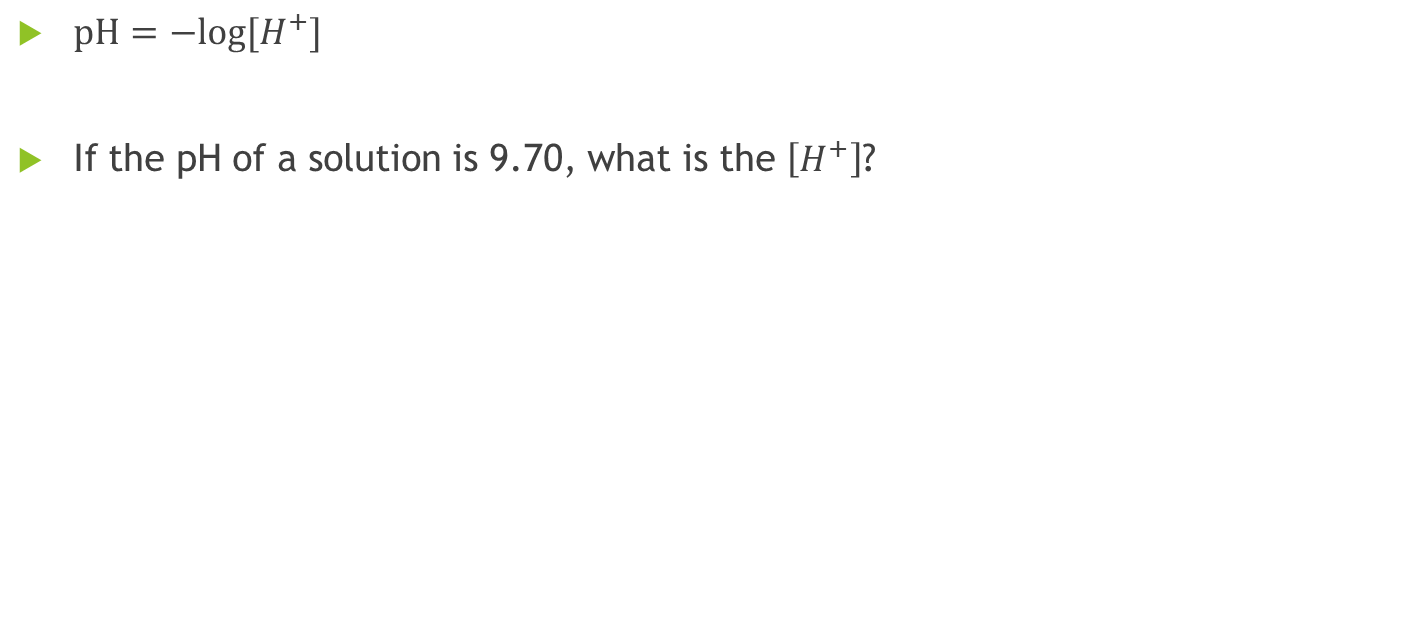 pH = −log[H⁺]
If the pH of a solution is 9.70, what is the [H⁺]?